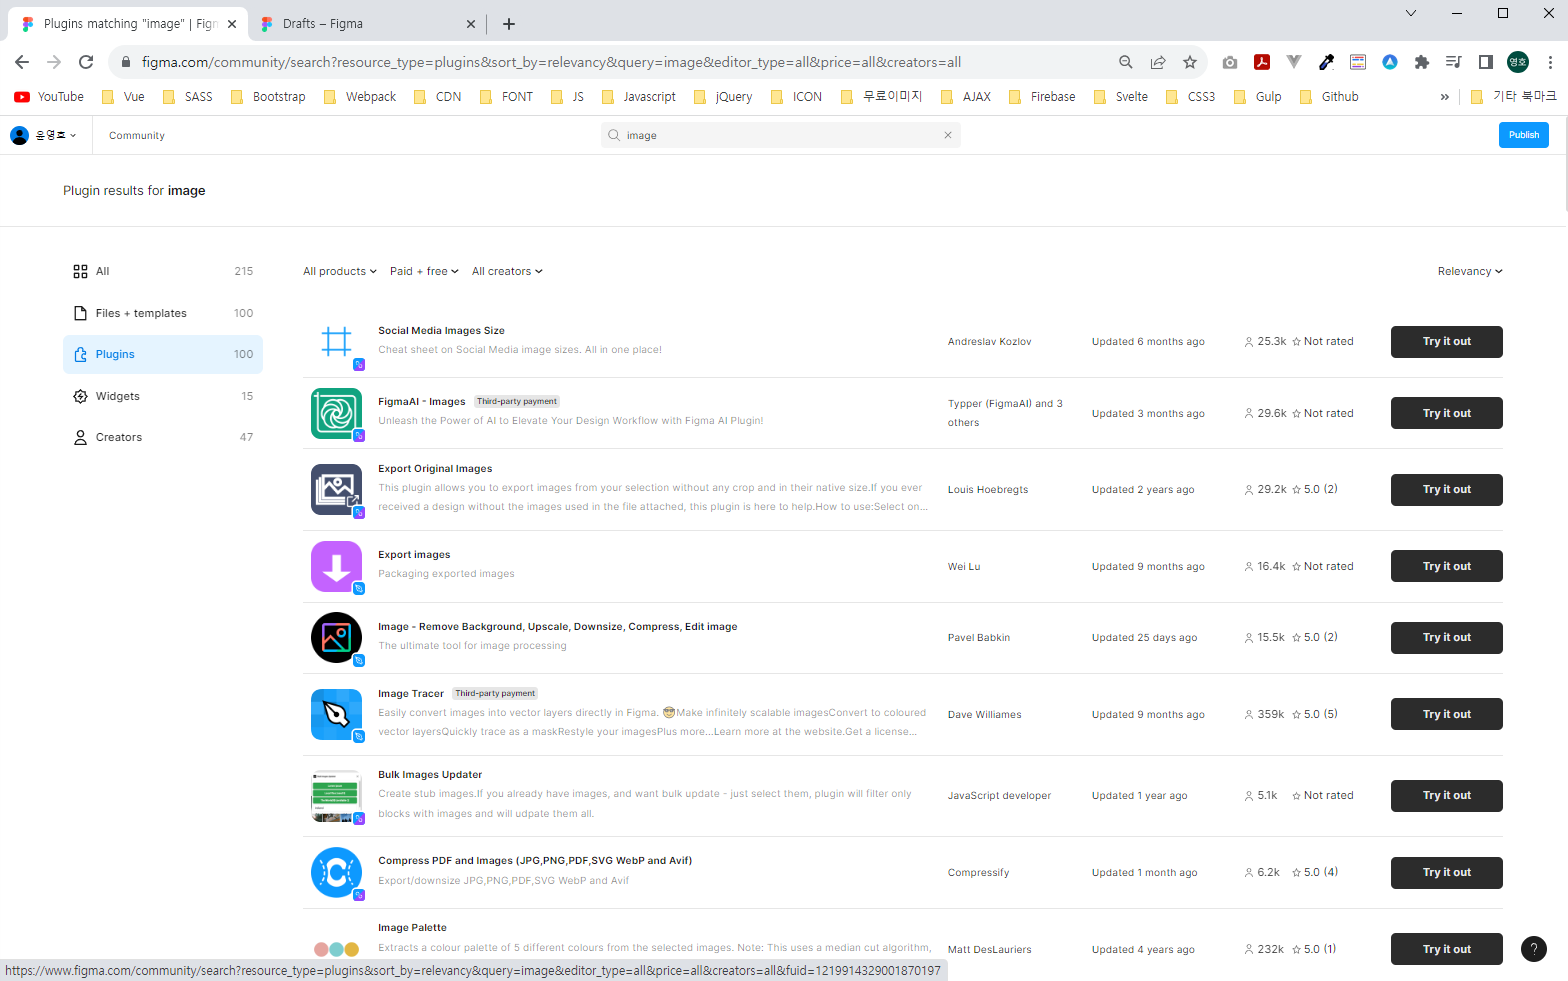 Plugins matching "image" | Fign
Drafts – Figma
figma.com/community/search?resource_type=plugins&sort_by=relevancy&query=image&editor_type=all&price=all&creators=all
영호
YouTube Vue SASS Bootstrap Webpack CDN FONT JS Javascript jQuery ICON 무료이미지 AJAX Firebase Svelte CSS3 Gulp Github » 기타 북마크
윤영호 Community image Publish
Plugin results for image
All 215
Files + templates 100
Plugins 100
Widgets 15
Creators 47
All products Paid + free All creators Relevancy
Social Media Images Size
Cheat sheet on Social Media image sizes. All in one place!
Andreslav Kozlov Updated 6 months ago 25.3k Not rated Try it out
FigmaAI - Images Third-party payment
Unleash the Power of AI to Elevate Your Design Workflow with Figma AI Plugin!
Typper (FigmaAI) and 3
others
Updated 3 months ago 29.6k Not rated Try it out
Export Original Images
This plugin allows you to export images from your selection without any crop and in their native size.If you ever
received a design without the images used in the file attached, this plugin is here to help.How to use:Select on...
Louis Hoebregts Updated 2 years ago 29.2k 5.0 (2) Try it out
Export images
Packaging exported images
Wei Lu Updated 9 months ago 16.4k Not rated Try it out
Image - Remove Background, Upscale, Downsize, Compress, Edit image
The ultimate tool for image processing
Pavel Babkin Updated 25 days ago 15.5k 5.0 (2) Try it out
Image Tracer Third-party payment
Easily convert images into vector layers directly in Figma. 😎Make infinitely scalable imagesConvert to coloured
vector layersQuickly trace as a maskRestyle your imagesPlus more...Learn more at the website.Get a license...
Dave Williames Updated 9 months ago 359k 5.0 (5) Try it out
Bulk Images Updater
Create stub images.If you already have images, and want bulk update - just select them, plugin will filter only
blocks with images and will udpate them all.
JavaScript developer Updated 1 year ago 5.1k Not rated Try it out
Compress PDF and Images (JPG,PNG,PDF,SVG WebP and Avif)
Export/downsize JPG,PNG,PDF,SVG WebP and Avif
Compressify Updated 1 month ago 6.2k 5.0 (4) Try it out
Image Palette
Extracts a colour palette of 5 different colours from the selected images. Note: This uses a median cut algorithm,
Matt DesLauriers Updated 4 years ago 232k 5.0 (1) Try it out
?
https://www.figma.com/community/search?resource_type=plugins&sort_by=relevancy&query=image&editor_type=all&price=all&creators=all&fuid=1219914329001870197